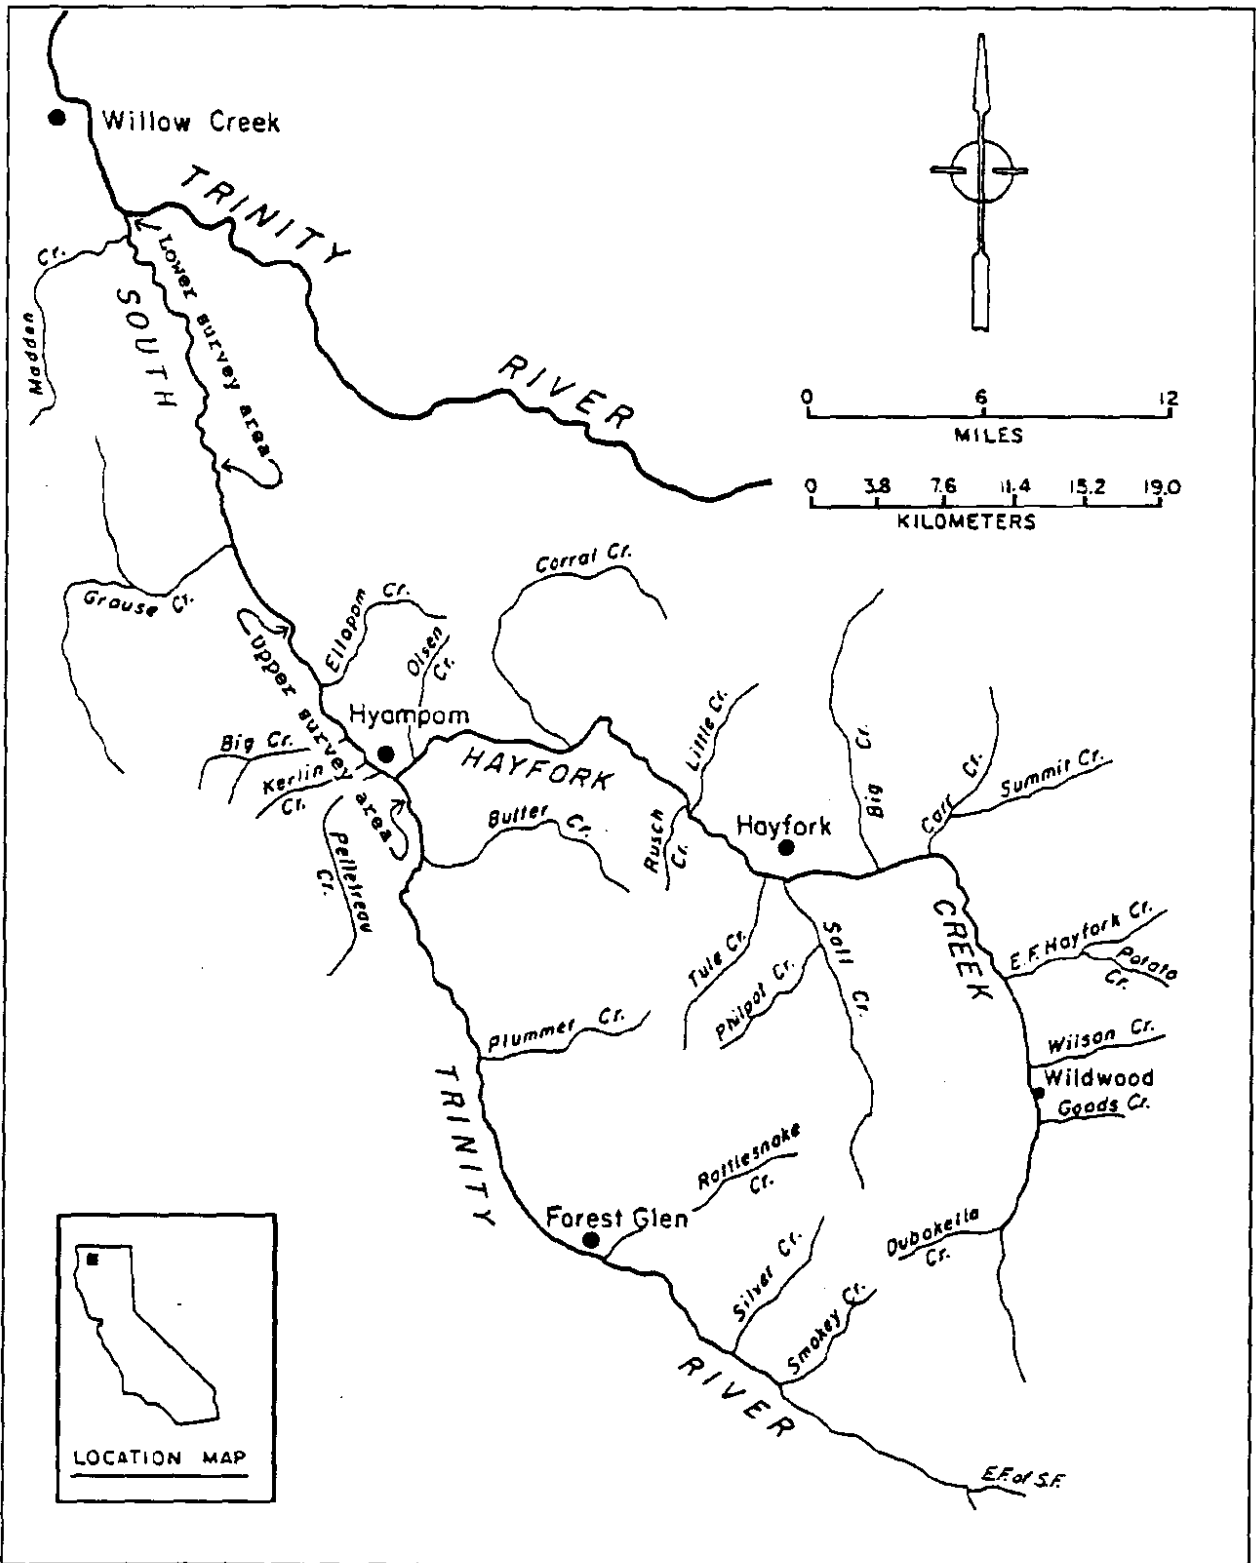 Willow Creek
TRINITY
RIVER
Cr.
Madden
Lower survey area
SOUTH
0 6 12
MILES
0 3.8 7.6 11.4 15.2 19.0
KILOMETERS
Grouse Cr.
Corral Cr.
Ellapom Cr.
Olsen
Cr.
Upper survey area
Hyampom
Big Cr.
Kerlin
Cr.
HAYFORK
Little Cr.
Big Cr.
Carr Cr.
Summit Cr.
Butter Cr.
Rusch
Cr.
Hayfork
Pelletreau
Cr.
CREEK
Tule Cr.
Philpot Cr.
Salt Cr.
E.F. Hayfork Cr.
Potato
Cr.
Plummer Cr.
Wilson Cr.
Wildwood
Goods Cr.
TRINITY
Rattlesnake
Cr.
Forest Glen
Dubakella
Cr.
Silver Cr.
Smokey Cr.
RIVER
E.F. of S.F.
LOCATION MAP